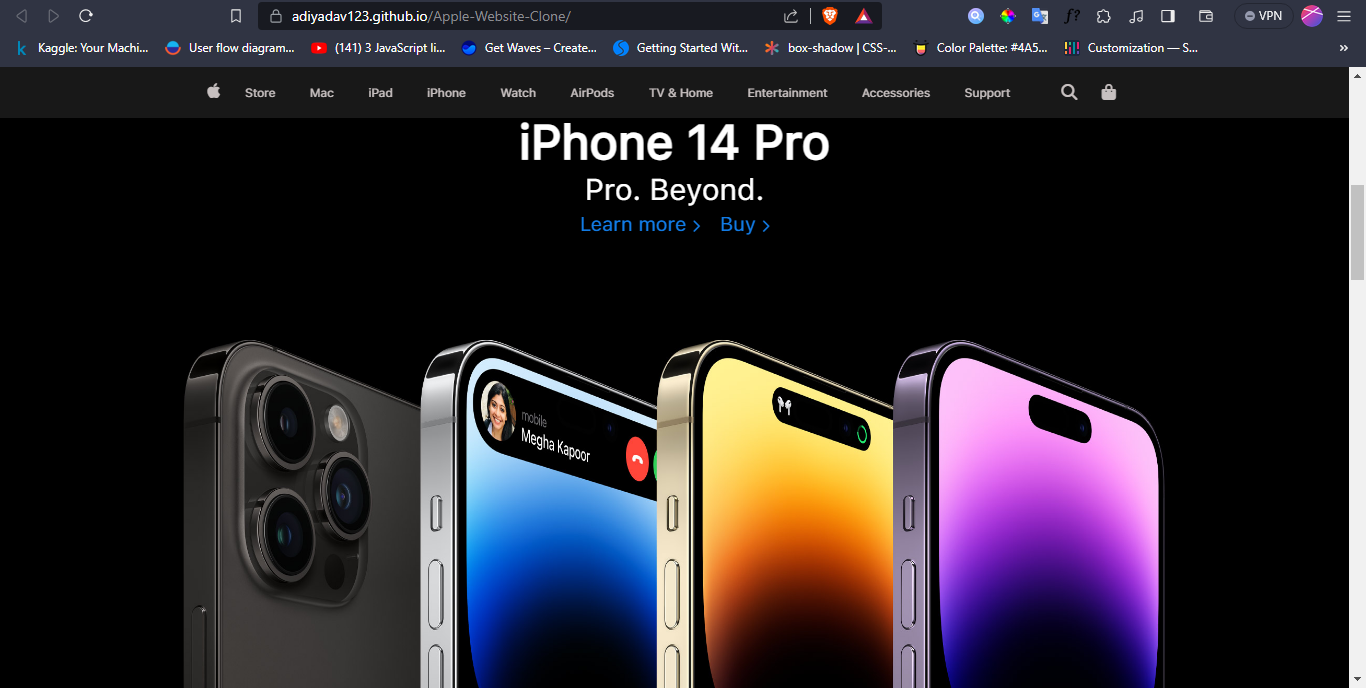 adiyadav123.github.io/Apple-Website-Clone/
VPN
Kaggle: Your Machi... User flow diagram... (141) 3 JavaScript li... Get Waves – Create... Getting Started Wit... box-shadow | CSS-... Color Palette: #4A5... Customization — S... »
Store Mac iPad iPhone Watch AirPods TV & Home Entertainment Accessories Support
iPhone 14 Pro
Pro. Beyond.
Learn more > Buy >
mobile
Megha Kapoor